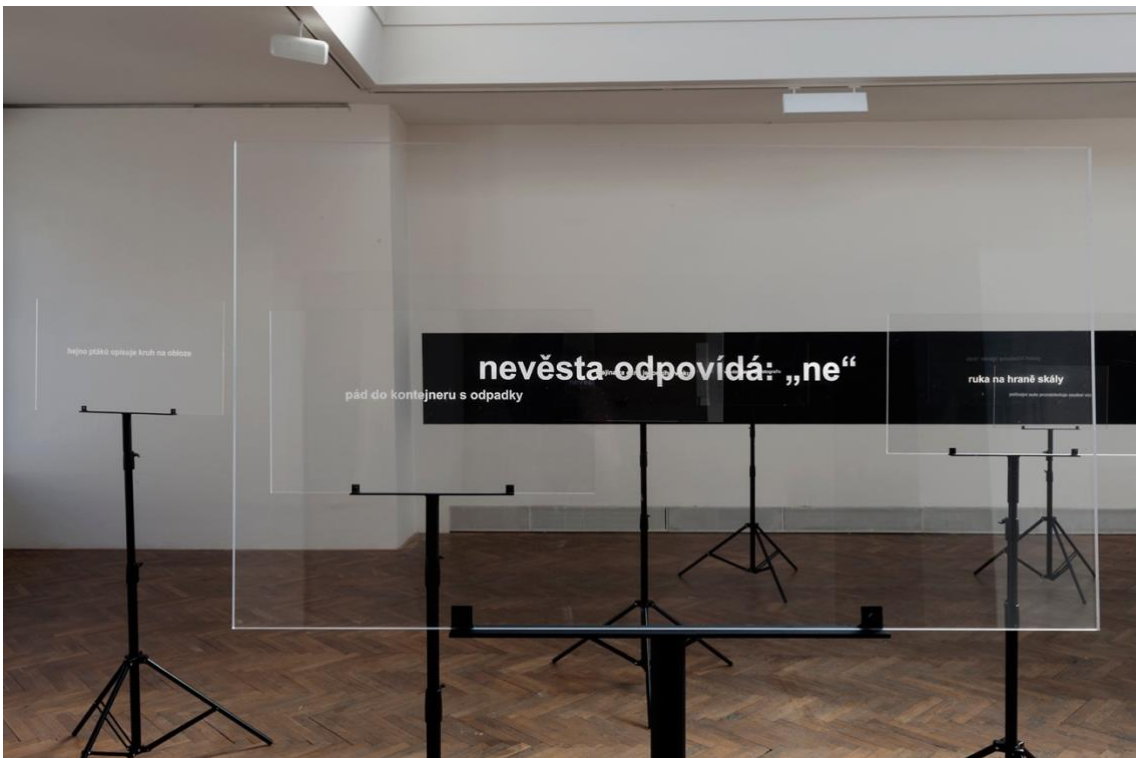 hejno ptáků opisuje kruh na obloze
nevěsta odpovídá: „ne“
pád do kontejneru s odpadky
ruka na hraně skály